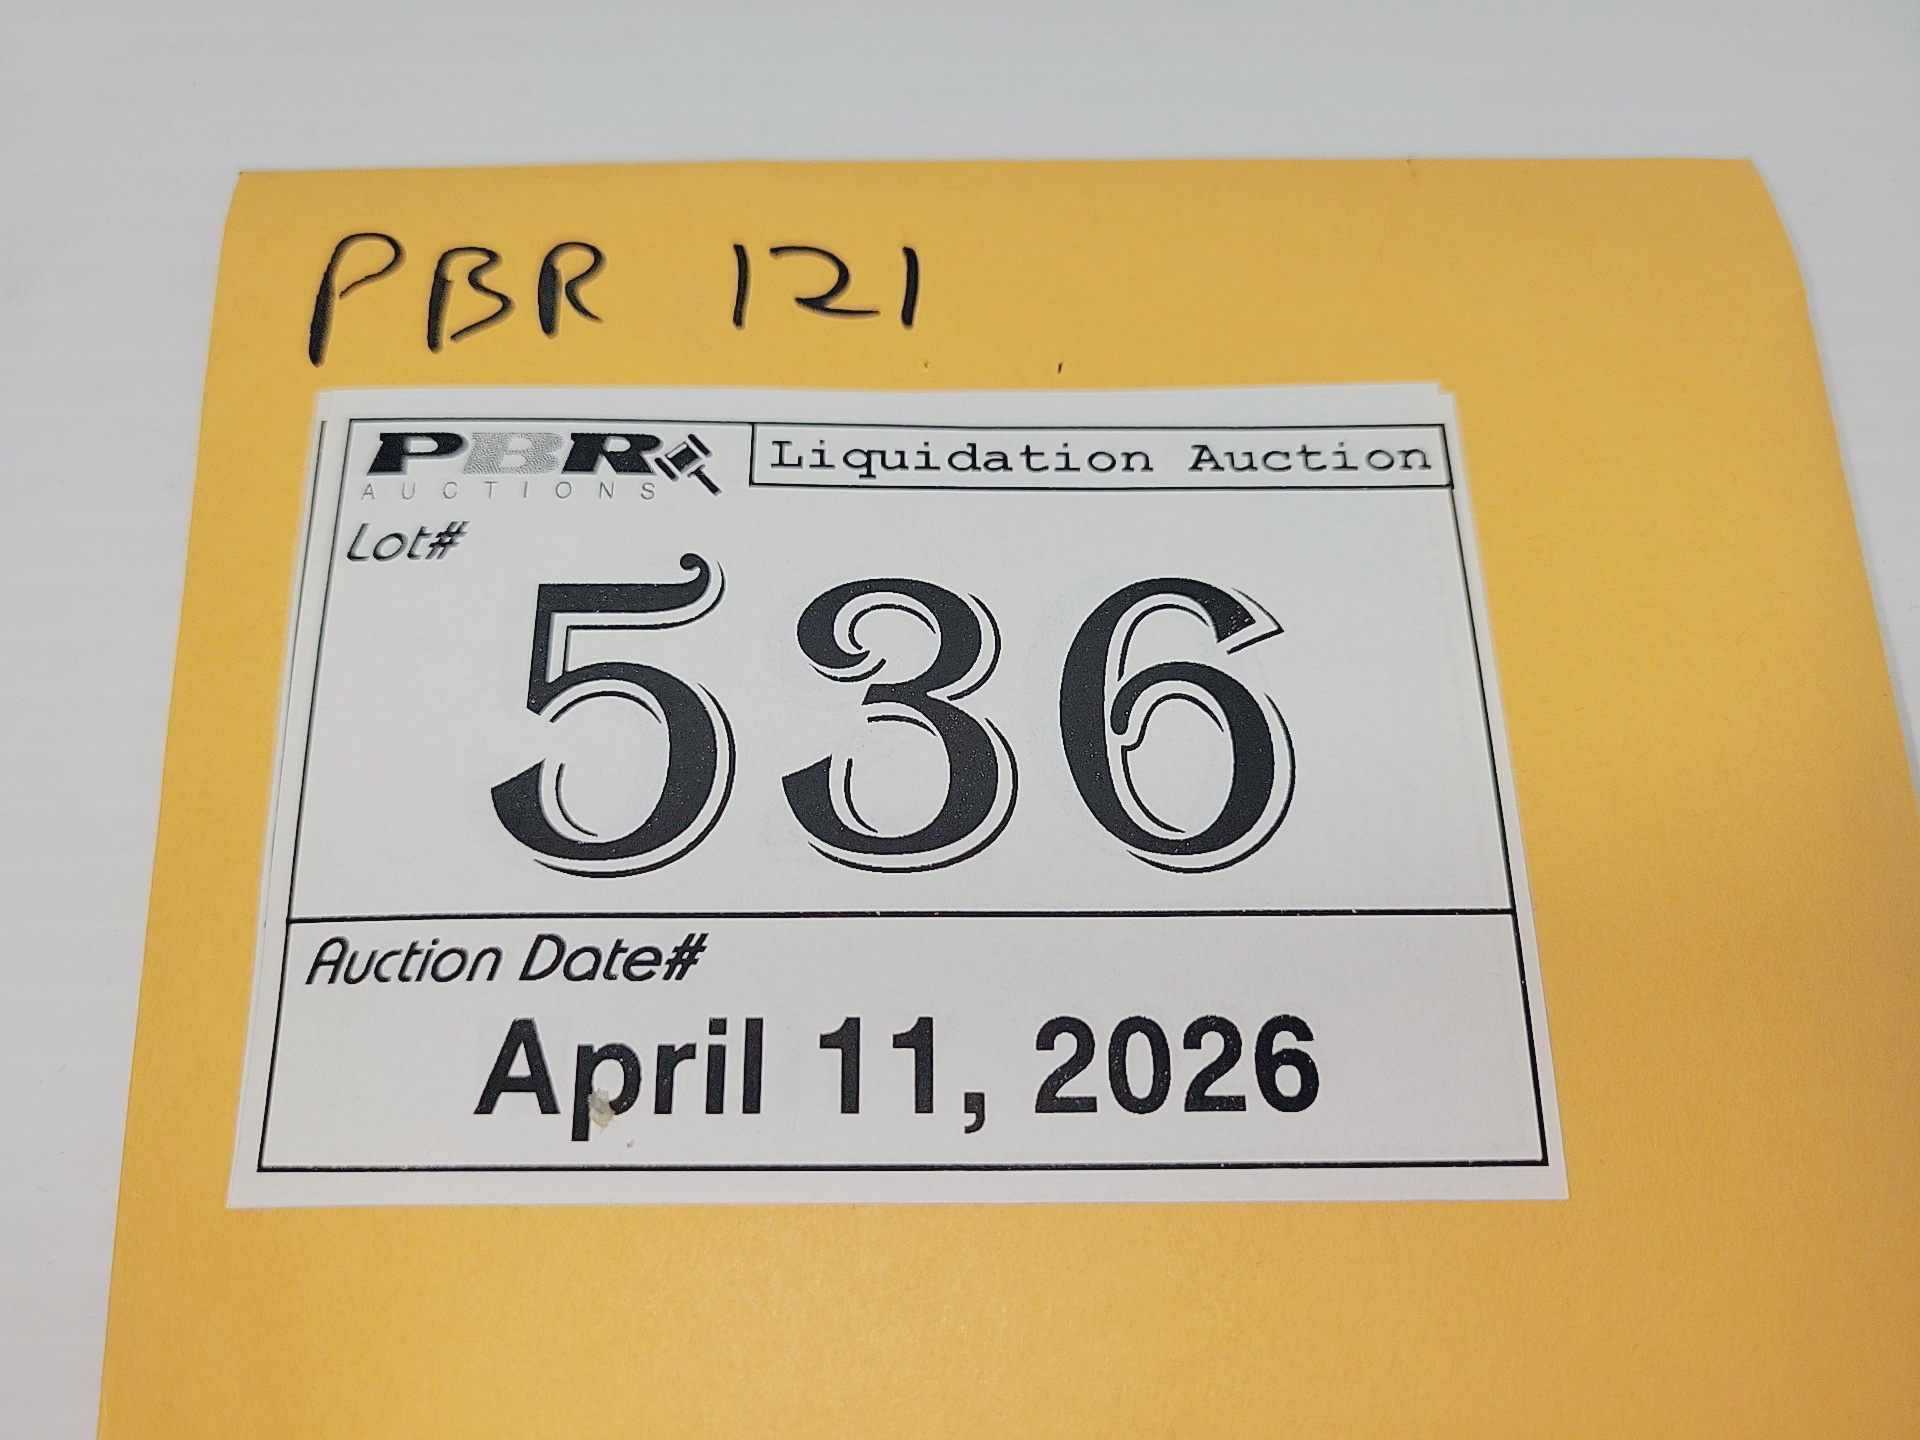 PBR 121
PBR
AUCTIONS
Liquidation Auction
Lot#
536
Auction Date#
April 11, 2026